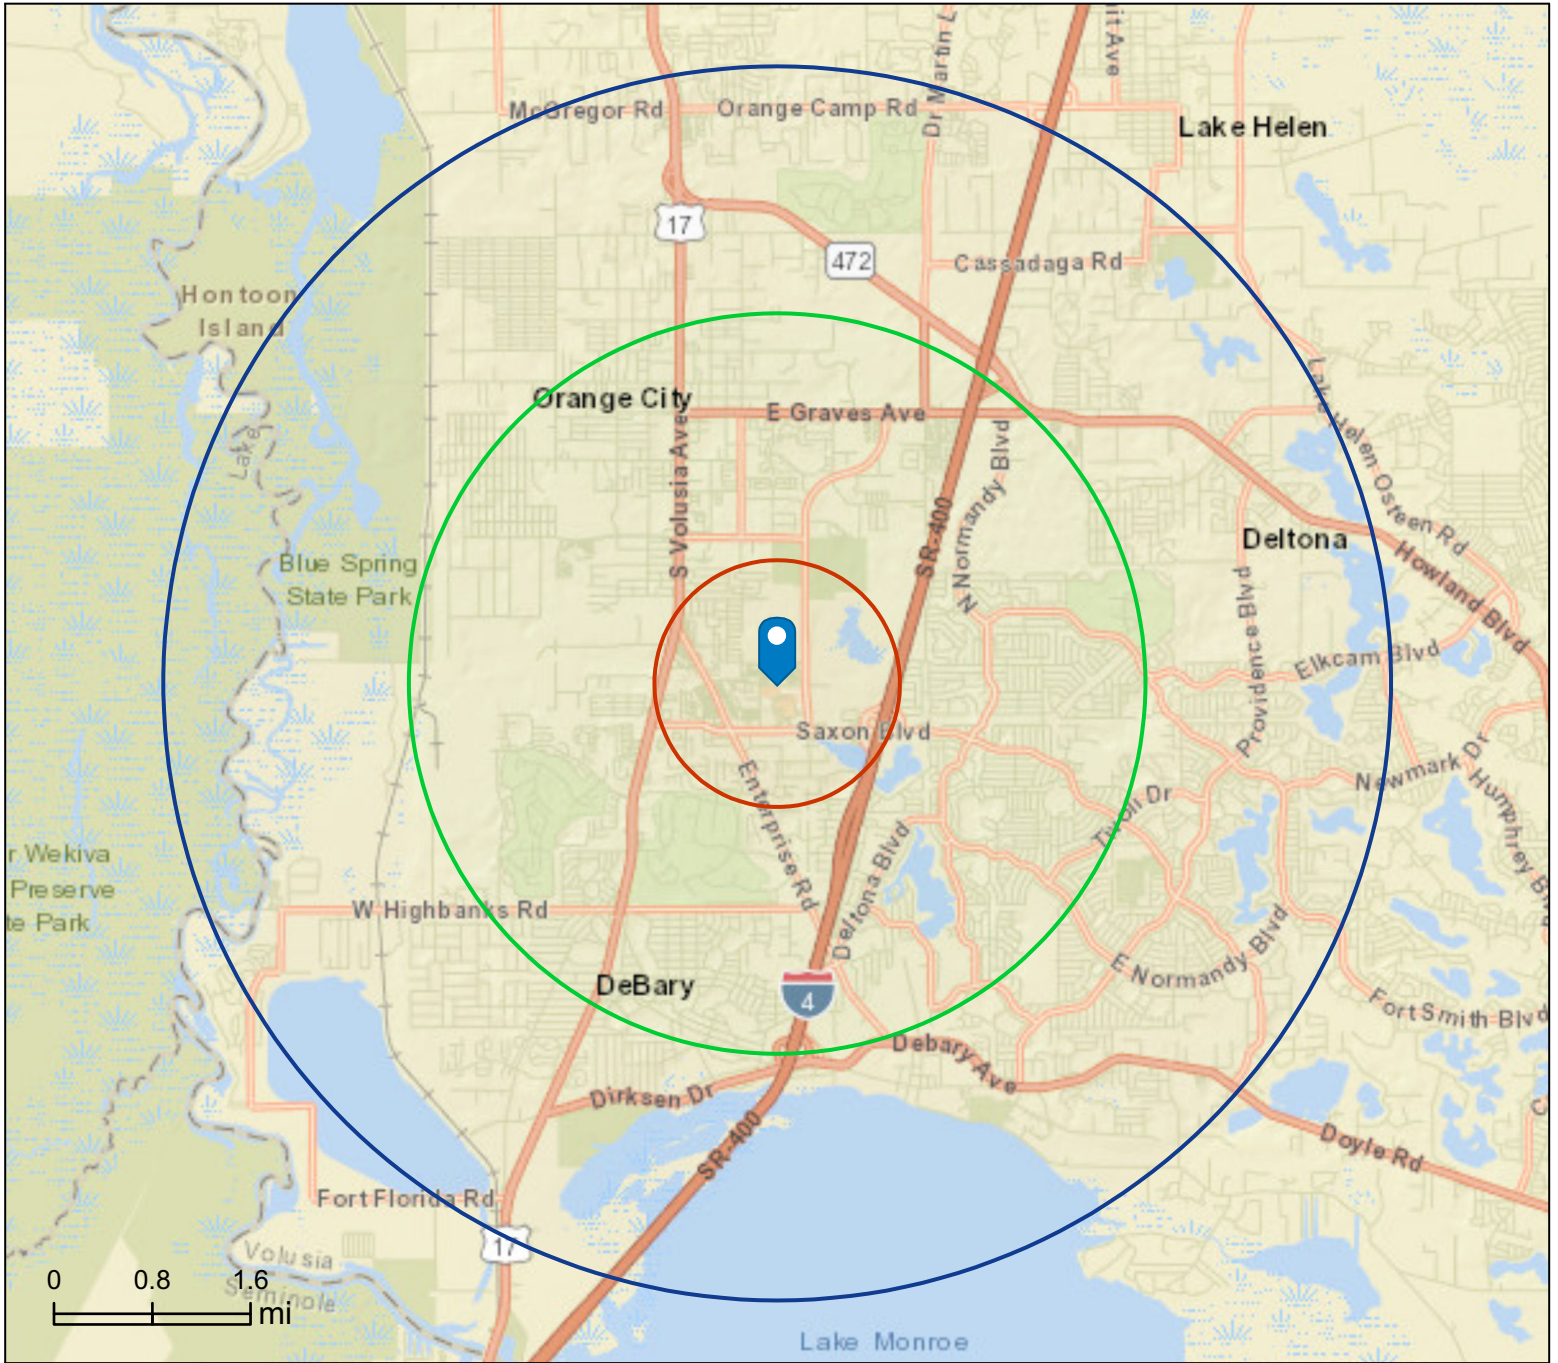 McGregor Rd
Orange Camp Rd
Dr Martin L
Lake Helen
17
472
Cassadaga Rd
Hontoon
Island
Orange City
E Graves Ave
Lake Helen Osteen Rd
Lake
S Volusia Ave
SR-400
N Normandy Blvd
Deltona
Blue Spring
State Park
Howland Blvd
Providence Blvd
Elkcam Blvd
Saxon Blvd
Enterprise Rd
Newmark Dr
Tivoli Dr
r Wekiva
Preserve
te Park
Deltona Blvd
W Highbanks Rd
E Normandy Blvd
DeBary
4
Fort Smith Blvd
Debary Ave
Dirksen Dr
SR-400
Doyle Rd
Fort Florida Rd
17
Volusia
Seminole
0 0.8 1.6
mi
Lake Monroe